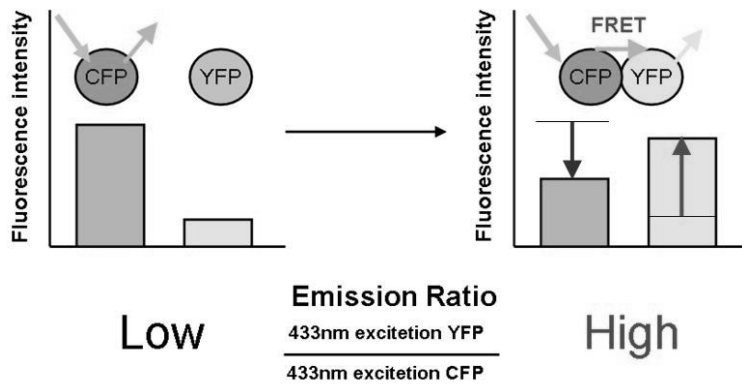 FRET
CFP
YFP
CFP
YFP
Fluorescence intensity
Fluorescence intensity
Emission Ratio
Low
433nm excitetion YFP
High
433nm excitetion CFP